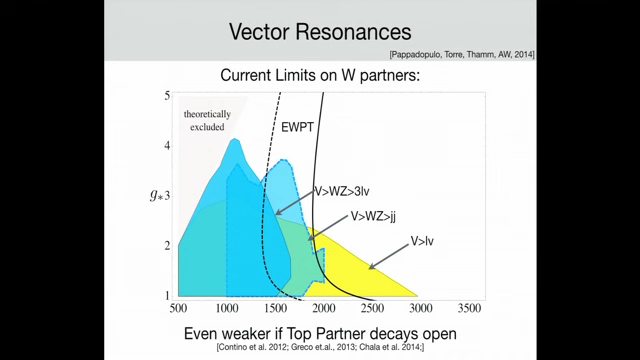 Vector Resonances
[Pappadopulo, Torre, Thamm, AW, 2014]
Current Limits on W partners:
5
theoretically
excluded
EWPT
4
g*3
V>WZ>3lv
V>WZ>jj
2
V>lv
1
500 1000 1500 2000 2500 3000 3500
Even weaker if Top Partner decays open
[Contino et al. 2012; Greco et.al., 2013; Chala et al. 2014;]